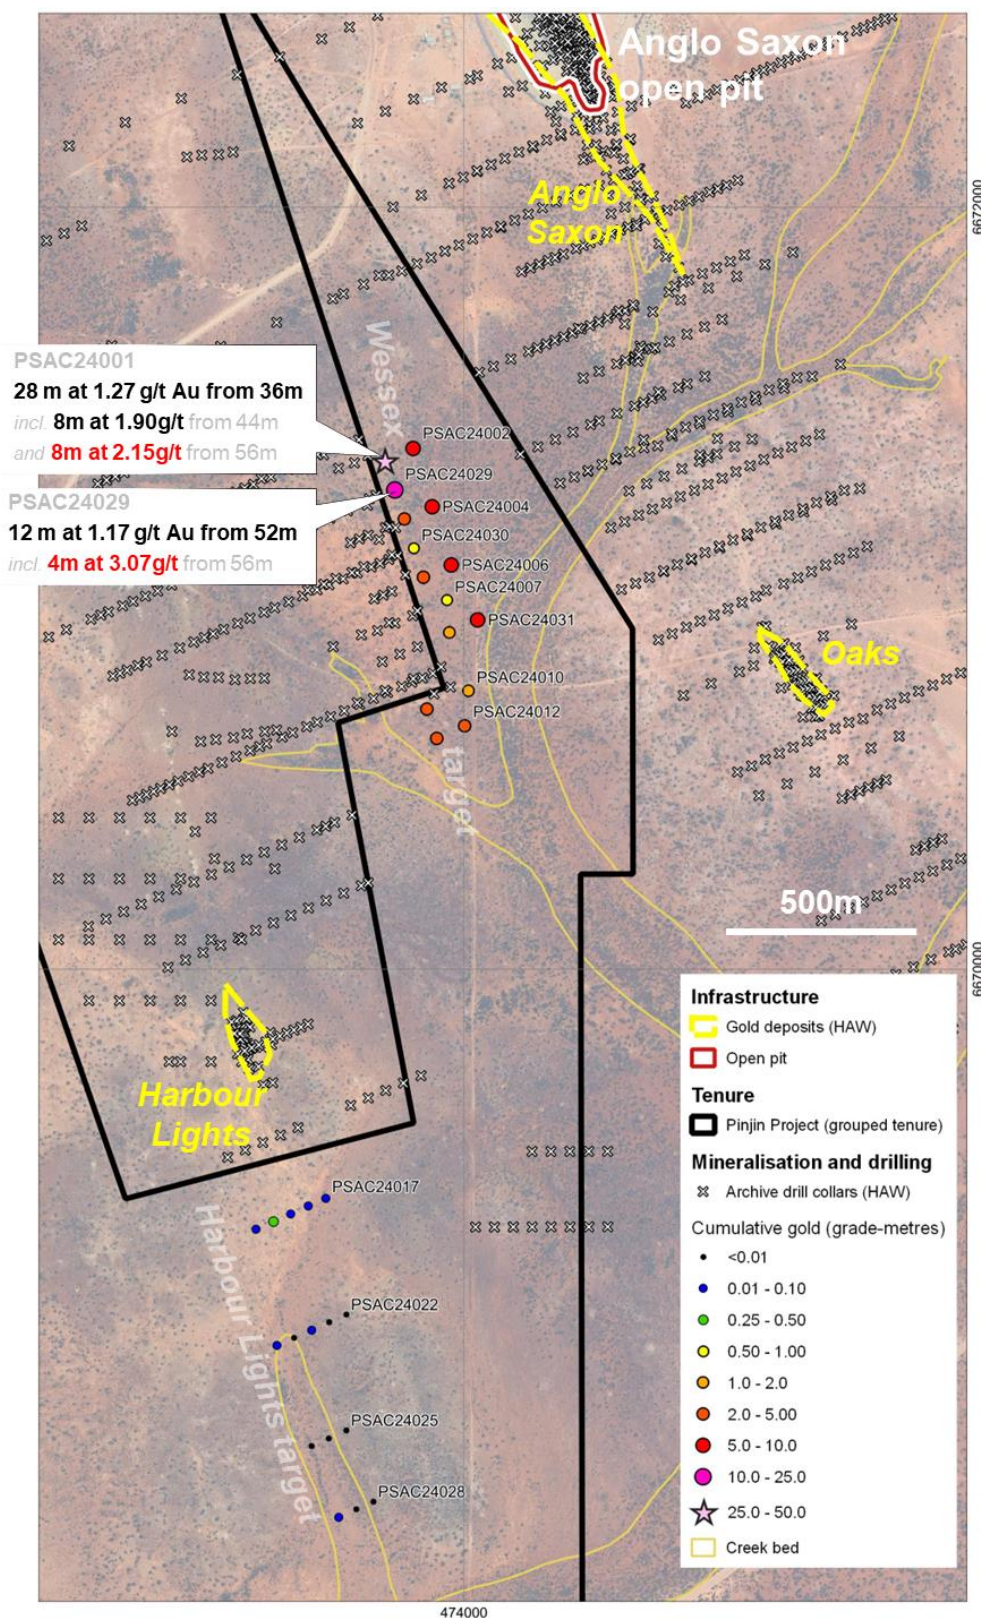 Anglo Saxon
open pit
Anglo
Saxon
6672000
Wessex
PSAC24001
28 m at 1.27 g/t Au from 36m
incl. 8m at 1.90g/t from 44m
and 8m at 2.15g/t from 56m
PSAC24002
PSAC24029
PSAC24029
12 m at 1.17 g/t Au from 52m
incl. 4m at 3.07g/t from 56m
PSAC24004
PSAC24030
PSAC24006
PSAC24007
PSAC24031
Oaks
PSAC24010
PSAC24012
target
500m
6670000
Harbour
Lights
Infrastructure
Gold deposits (HAW)
Open pit
Tenure
Pinjin Project (grouped tenure)
Mineralisation and drilling
Archive drill collars (HAW)
Cumulative gold (grade-metres)
<0.01
0.01 - 0.10
0.25 - 0.50
0.50 - 1.00
1.0 - 2.0
2.0 - 5.00
5.0 - 10.0
10.0 - 25.0
25.0 - 50.0
Creek bed
PSAC24017
Harbour Lights target
PSAC24022
PSAC24025
PSAC24028
474000